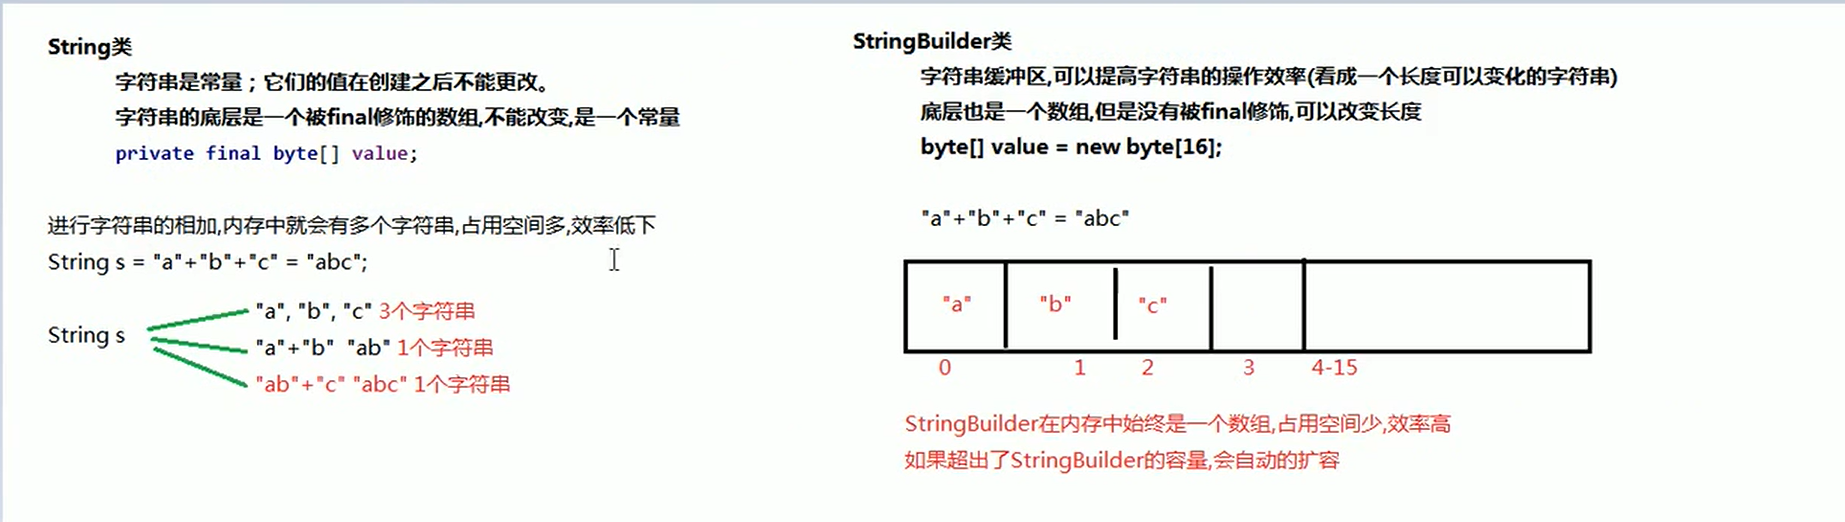 String类
字符串是常量；它们的值在创建之后不能更改。
字符串的底层是一个被final修饰的数组,不能改变,是一个常量
private final byte[] value;
进行字符串的相加,内存中就会有多个字符串,占用空间多,效率低下
String s = "a"+"b"+"c" = "abc";
String s
"a", "b", "c" 3个字符串
"a"+"b" "ab" 1个字符串
"ab"+"c" "abc" 1个字符串
StringBuilder类
字符串缓冲区,可以提高字符串的操作效率(看成一个长度可以变化的字符串)
底层也是一个数组,但是没有被final修饰,可以改变长度
byte[] value = new byte[16];
"a"+"b"+"c" = "abc"
"a" "b" "c"
0 1 2 3 4-15
StringBuilder在内存中始终是一个数组,占用空间少,效率高
如果超出了StringBuilder的容量,会自动的扩容